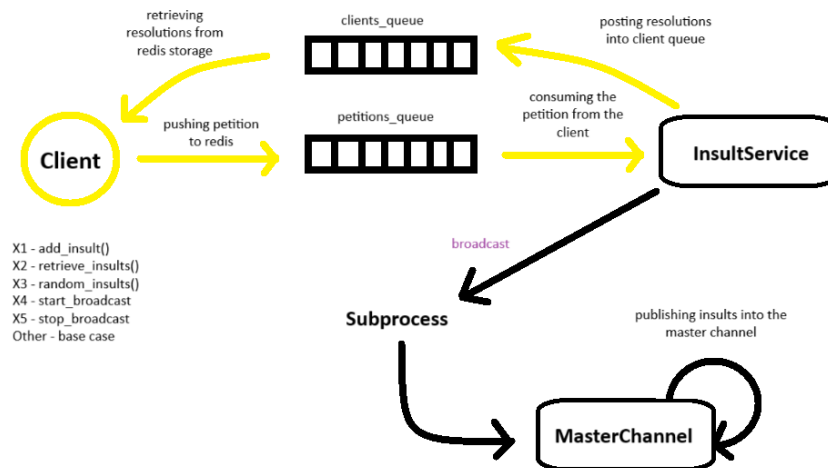 retrieving
resolutions from
redis storage
clients_queue
posting resolutions
into client queue
pushing petition
to redis
petitions_queue
consuming the
petition from the
client
Client
InsultService
X1 - add_insult()
X2 - retrieve_insults()
X3 - random_insults()
X4 - start_broadcast
X5 - stop_broadcast
Other - base case
broadcast
Subprocess
publishing insults into the
master channel
MasterChannel